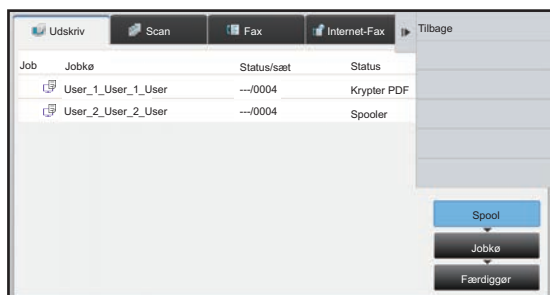 Udskriv Scan Fax Internet-Fax Tilbage
Job Jobkø Status/sæt Status
User_1_User_1_User ---/0004 Krypter PDF
User_2_User_2_User ---/0004 Spooler
Spool
Jobkø
Færdiggør